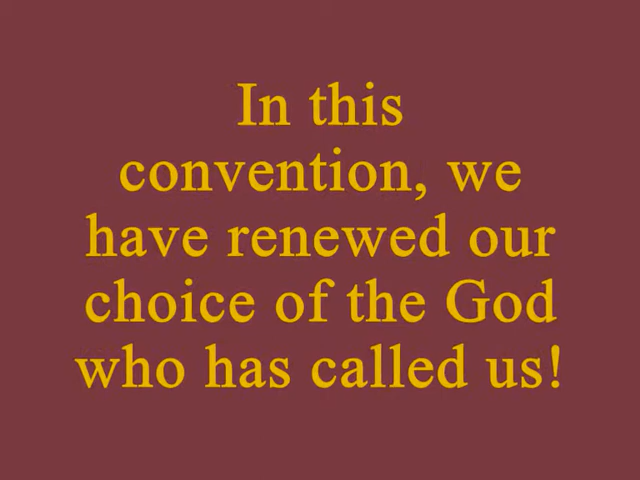 In this
convention, we
have renewed our
choice of the God
who has called us!